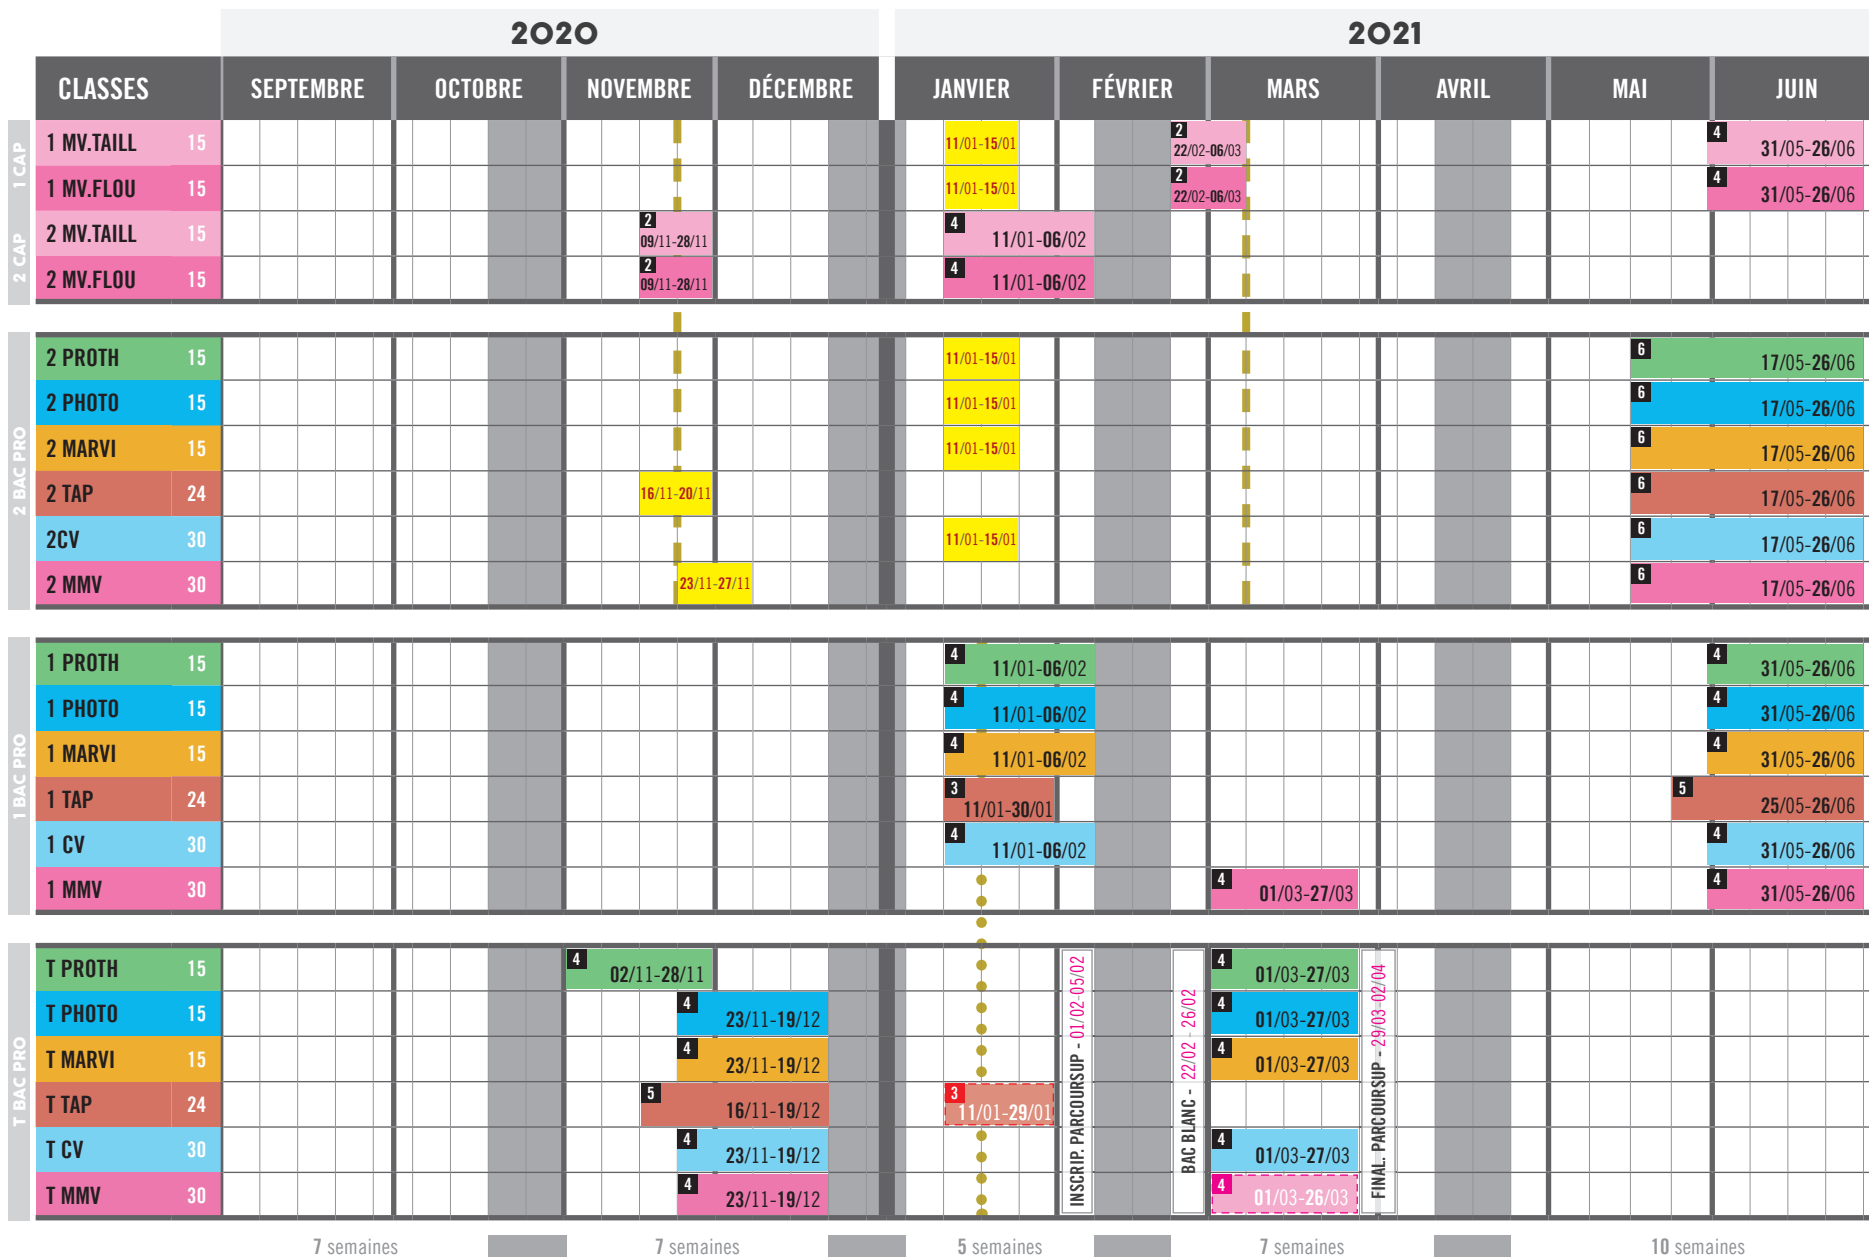 2020 2021
CLASSES SEPTEMBRE OCTOBRE NOVEMBRE DÉCEMBRE JANVIER FÉVRIER MARS AVRIL MAI JUIN
1 CAP
1 MV.TAILL 15 11/01-15/01 2 22/02-06/03 4 31/05-26/06
1 MV.FLOU 15 11/01-15/01 2 22/02-06/03 4 31/05-26/06
2 CAP
2 MV.TAILL 15 2 09/11-28/11 4 11/01-06/02
2 MV.FLOU 15 2 09/11-28/11 4 11/01-06/02
2 BAC PRO
2 PROTH 15 11/01-15/01 6 17/05-26/06
2 PHOTO 15 11/01-15/01 6 17/05-26/06
2 MARVI 15 11/01-15/01 6 17/05-26/06
2 TAP 24 16/11-20/11 6 17/05-26/06
2CV 30 11/01-15/01 6 17/05-26/06
2 MMV 30 23/11-27/11 6 17/05-26/06
1 BAC PRO
1 PROTH 15 4 11/01-06/02 4 31/05-26/06
1 PHOTO 15 4 11/01-06/02 4 31/05-26/06
1 MARVI 15 4 11/01-06/02 4 31/05-26/06
1 TAP 24 3 11/01-30/01 5 25/05-26/06
1 CV 30 4 11/01-06/02 4 31/05-26/06
1 MMV 30 4 01/03-27/03 4 31/05-26/06
T BAC PRO
T PROTH 15 4 02/11-28/11 4 01/03-27/03
T PHOTO 15 4 23/11-19/12 4 01/03-27/03
T MARVI 15 4 23/11-19/12 4 01/03-27/03
T TAP 24 5 16/11-19/12 3 11/01-29/01
T CV 30 4 23/11-19/12 4 01/03-27/03
T MMV 30 4 23/11-19/12 4 01/03-26/03
INSCRIP. PARCOURSUP - 01/02-05/02
BAC BLANC - 22/02 - 26/02
FINAL. PARCOURSUP - 29/03-02/04
7 semaines 7 semaines 5 semaines 7 semaines 10 semaines